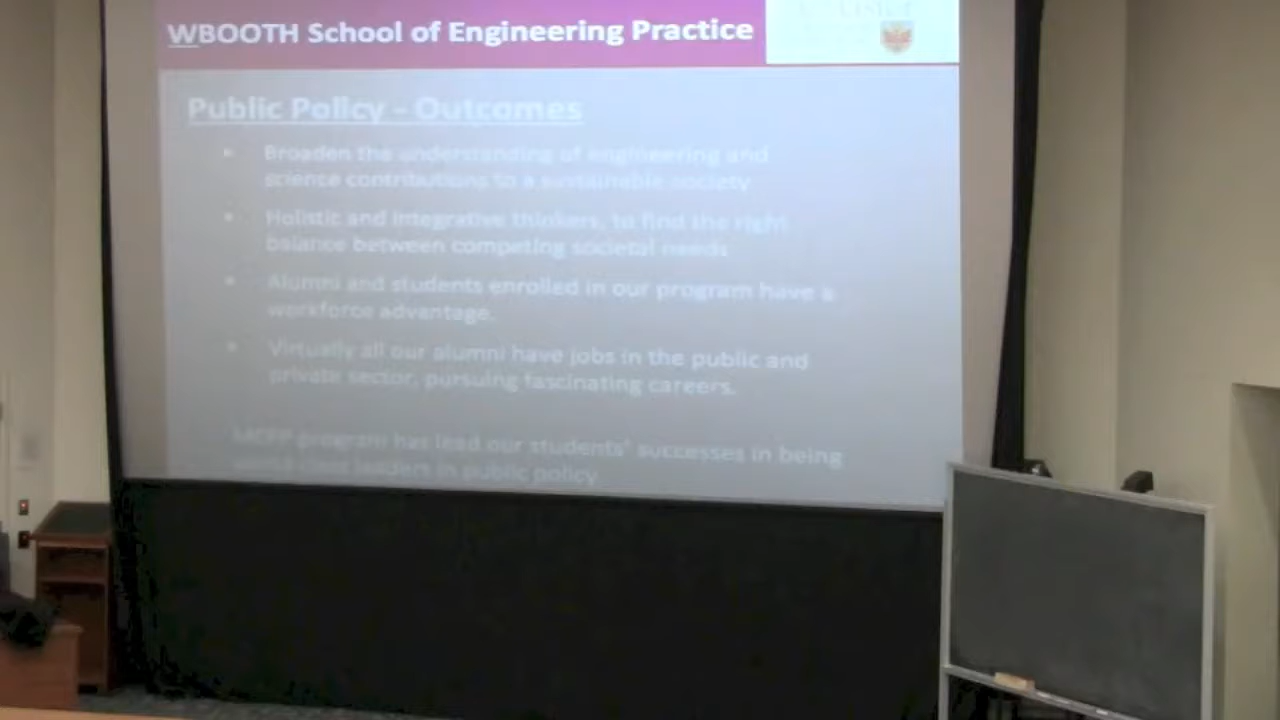 WBOOTH School of Engineering Practice
Public Policy - Outcomes
Broaden the understanding of engineering and
science contributions to a sustainable society
Holistic and integrative thinkers, to find the right
balance between competing societal needs
Alumni and students enrolled in our program have a
workforce advantage.
Virtually all our alumni have jobs in the public and
private sector, pursuing fascinating careers.
program has lead our students' successes in being
leaders in public policy